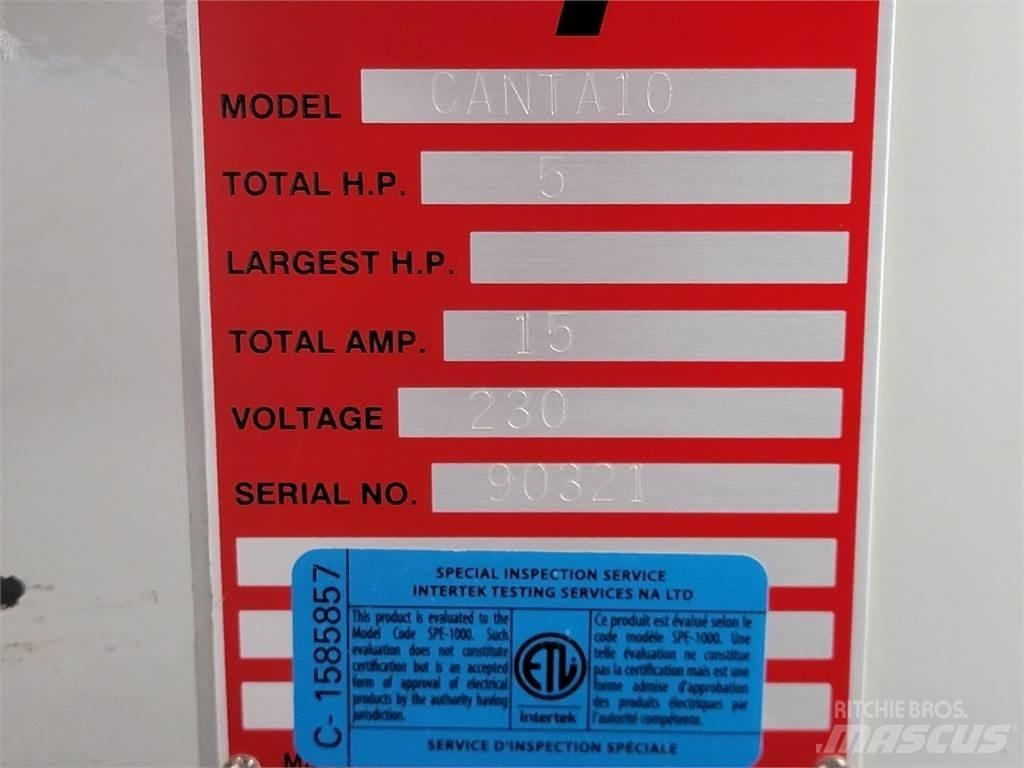 MODEL CANTA10
TOTAL H.P. 5
LARGEST H.P.
TOTAL AMP. 15
VOLTAGE 230
SERIAL NO. 90321
C- 1585857
SPECIAL INSPECTION SERVICE
INTERTEK TESTING SERVICES NA LTD
This product is evaluated to the
Model Code SPE-1000. Such
evaluation does not constitute
certification but is an accepted
form of approval of electrical
products by the authority having
jurisdiction.
ETL
Intertek
Ce produit est évalué selon le
code modèle SPE-1000. Une
telle évaluation ne constitue
pas la certification mais est une
forme admise d'approbation
des produits électriques par
l'autorité compétente.
SERVICE D'INSPECTION SPÉCIALE
RITCHIE BROS.
MASCUS